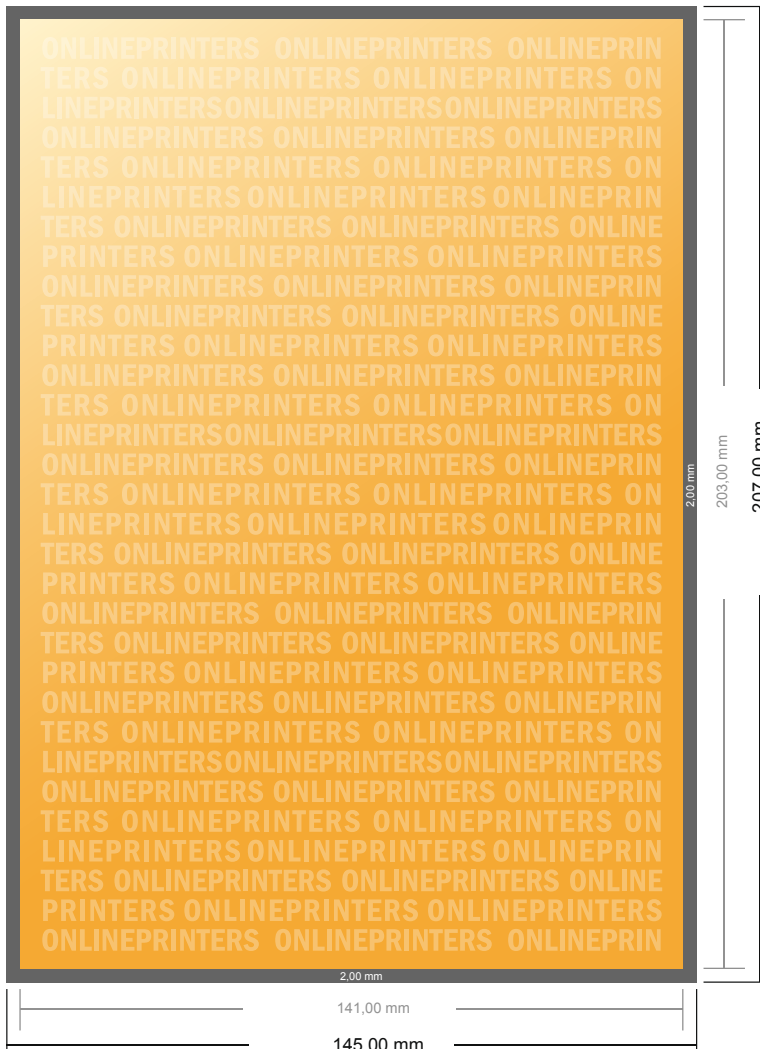 ONLINEPRINTERS ONLINEPRINTERS ONLINEPRIN
TERS ONLINEPRINTERS ONLINEPRINTERS ON
LINEPRINTERSONLINEPRINTERSONLINEPRINTERS
ONLINEPRINTERS ONLINEPRINTERS ONLINEPRIN
TERS ONLINEPRINTERS ONLINEPRINTERS ON
LINEPRINTERS ONLINEPRINTERS ONLINEPRIN
TERS ONLINEPRINTERS ONLINEPRINTERS ONLINE
PRINTERS ONLINEPRINTERS ONLINEPRINTERS
ONLINEPRINTERS ONLINEPRINTERS ONLINEPRIN
TERS ONLINEPRINTERS ONLINEPRINTERS ONLINE
PRINTERS ONLINEPRINTERS ONLINEPRINTERS
ONLINEPRINTERS ONLINEPRINTERS ONLINEPRIN
TERS ONLINEPRINTERS ONLINEPRINTERS ON
LINEPRINTERSONLINEPRINTERSONLINEPRINTERS
ONLINEPRINTERS ONLINEPRINTERS ONLINEPRIN
TERS ONLINEPRINTERS ONLINEPRINTERS ON
LINEPRINTERS ONLINEPRINTERS ONLINEPRIN
TERS ONLINEPRINTERS ONLINEPRINTERS ONLINE
PRINTERS ONLINEPRINTERS ONLINEPRINTERS
ONLINEPRINTERS ONLINEPRINTERS ONLINEPRIN
TERS ONLINEPRINTERS ONLINEPRINTERS ONLINE
PRINTERS ONLINEPRINTERS ONLINEPRINTERS
ONLINEPRINTERS ONLINEPRINTERS ONLINEPRIN
TERS ONLINEPRINTERS ONLINEPRINTERS ON
LINEPRINTERSONLINEPRINTERSONLINEPRINTERS
ONLINEPRINTERS ONLINEPRINTERS ONLINEPRIN
TERS ONLINEPRINTERS ONLINEPRINTERS ON
LINEPRINTERS ONLINEPRINTERS ONLINEPRIN
TERS ONLINEPRINTERS ONLINEPRINTERS ONLINE
PRINTERS ONLINEPRINTERS ONLINEPRINTERS
ONLINEPRINTERS ONLINEPRINTERS ONLINEPRIN
2,00 mm
203,00 mm
207,00 mm
2,00 mm
141,00 mm
145,00 mm